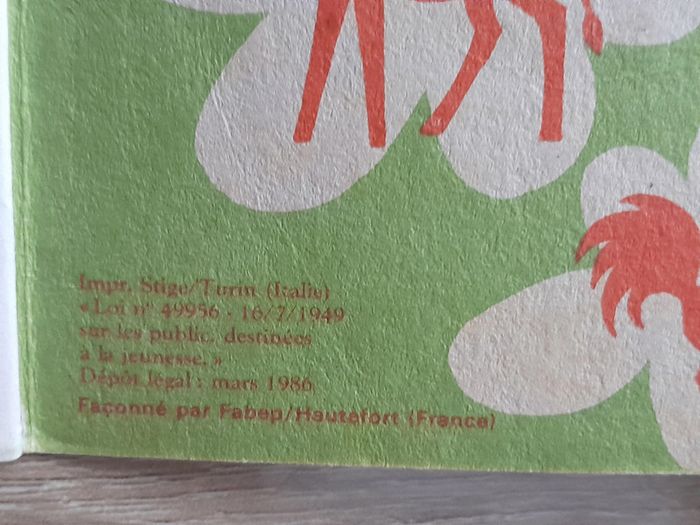 Impr. Stige/Turin (Italie)
« Loi n° 49956 - 16/7/1949
sur les public. destinées
à la jeunesse. »
Dépôt légal : mars 1986
Façonné par Fabep/Hautefort (France)